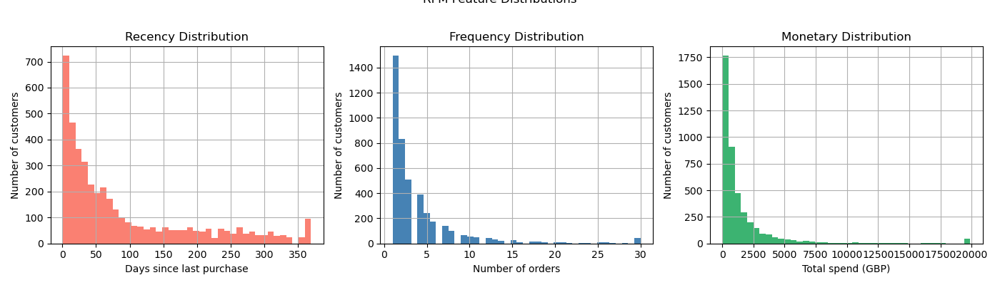 RFM Feature Distributions
Recency Distribution
Number of customers
700
600
500
400
300
200
100
0
0 50 100 150 200 250 300 350
Days since last purchase
Frequency Distribution
Number of customers
1400
1200
1000
800
600
400
200
0
0 5 10 15 20 25 30
Number of orders
Monetary Distribution
Number of customers
1750
1500
1250
1000
750
500
250
0
0 2500 5000 7500 10000 12500 15000 17500 20000
Total spend (GBP)